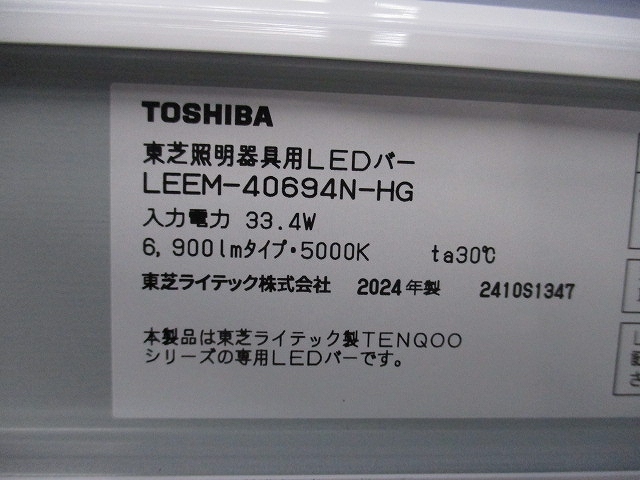 TOSHIBA
東芝照明器具用LEDバー
LEEM-40694N-HG
入力電力 33.4W
6,900lmタイプ・5000K ta30℃
東芝ライテック株式会社 2024年製 2410S1347
本製品は東芝ライテック製TENQOO
シリーズの専用LEDバーです。